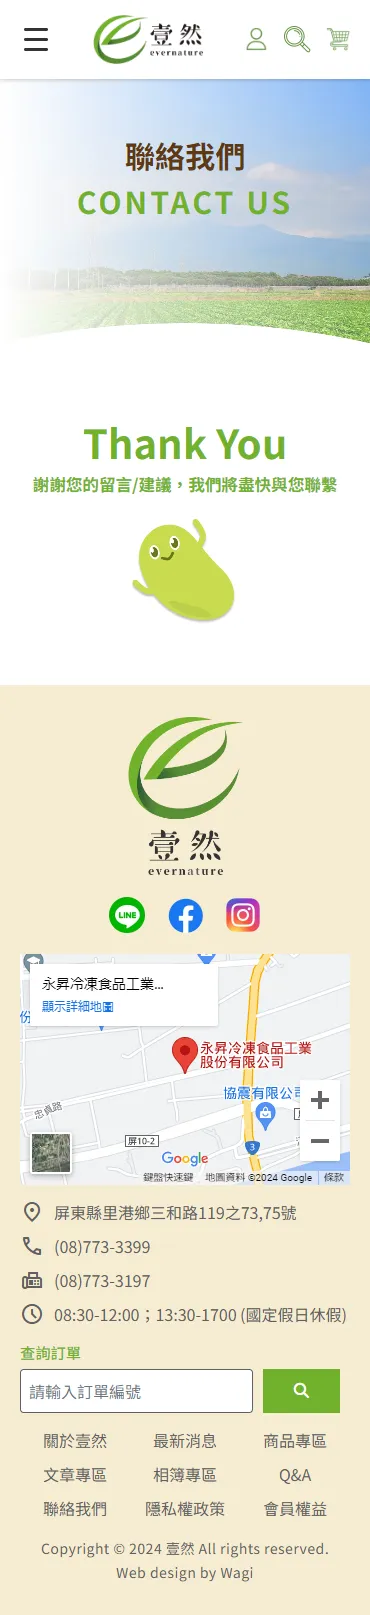 壹然
evernature
聯絡我們
CONTACT US
Thank You
謝謝您的留言/建議，我們將盡快與您聯繫
壹然
evernature
LINE
永昇冷凍食品工業...
顯示詳細地圖
份
永昇冷凍食品工業
股份有限公司
協震有限公司
忠貞路
屏10-2
3
Google
鍵盤快速鍵
地圖資料 ©2024 Google
條款
屏東縣里港鄉三和路119之73,75號
(08)773-3399
(08)773-3197
08:30-12:00；13:30-1700 (國定假日休假)
查詢訂單
請輸入訂單編號
關於壹然 最新消息 商品專區
文章專區 相簿專區 Q&A
聯絡我們 隱私權政策 會員權益
Copyright © 2024 壹然 All rights reserved.
Web design by Wagi